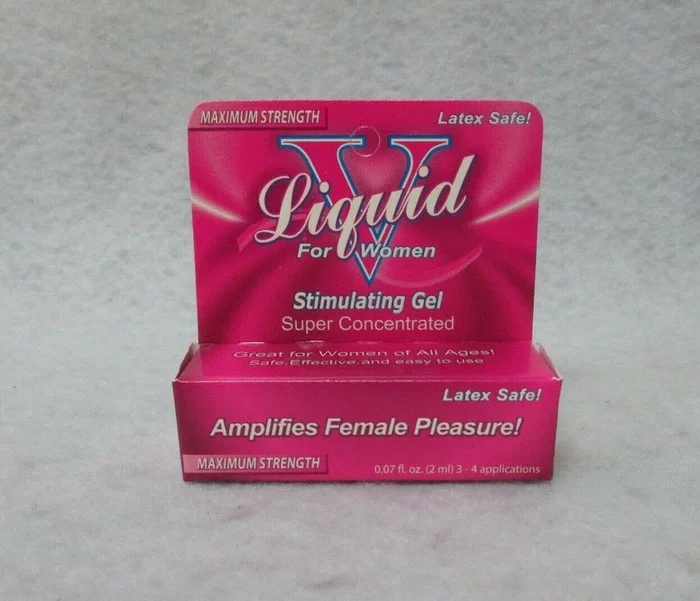 MAXIMUM STRENGTH
Latex Safe!
V
Liquid
For Women
Stimulating Gel
Super Concentrated
Great for Women of All Ages!
Safe,Effective,and easy to use
Latex Safe!
Amplifies Female Pleasure!
MAXIMUM STRENGTH
0.07 fl. oz. (2 ml) 3 - 4 applications